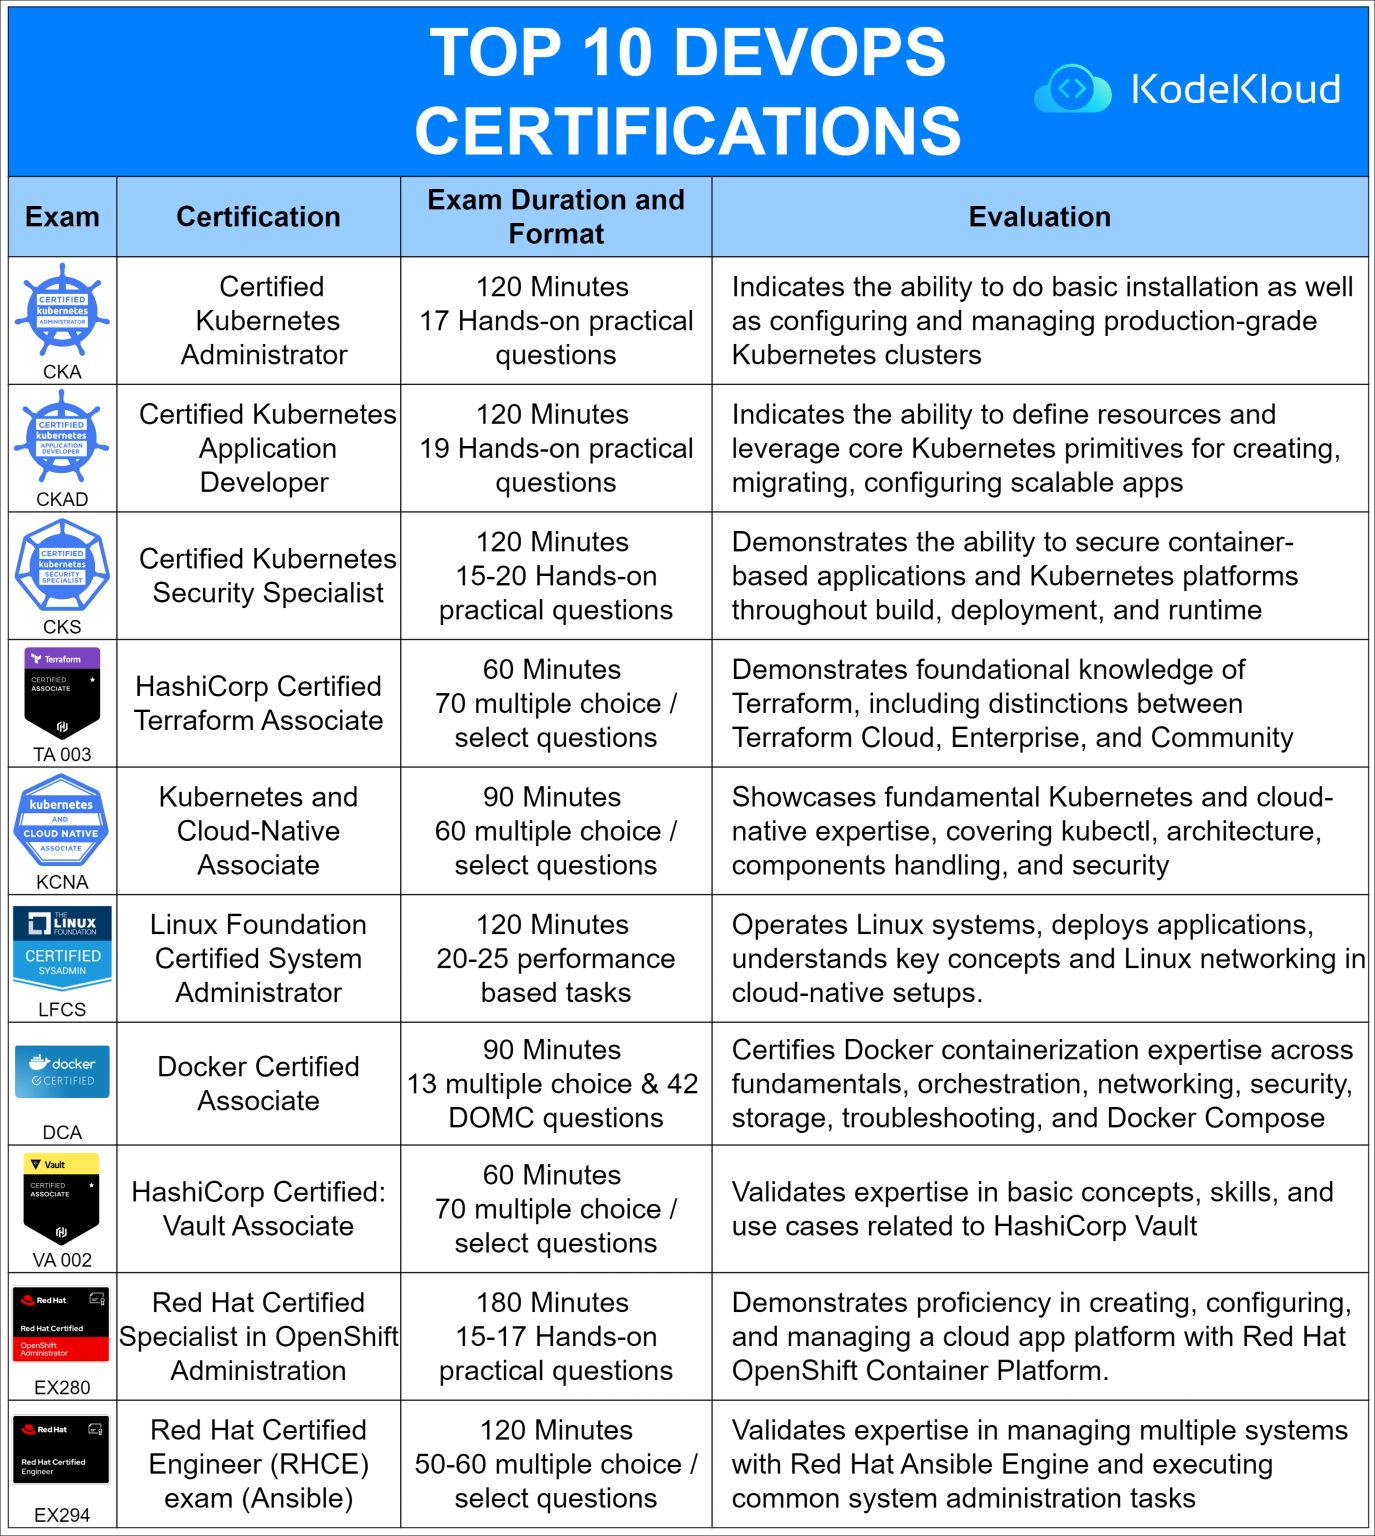 TOP 10 DEVOPS
CERTIFICATIONS
KodeKloud
Exam
Certification
Exam Duration and
Format
Evaluation
CERTIFIED
kubernetes
ADMINISTRATOR
CKA
Certified
Kubernetes
Administrator
120 Minutes
17 Hands-on practical
questions
Indicates the ability to do basic installation as well
as configuring and managing production-grade
Kubernetes clusters
CERTIFIED
kubernetes
APPLICATION
DEVELOPER
CKAD
Certified Kubernetes
Application
Developer
120 Minutes
19 Hands-on practical
questions
Indicates the ability to define resources and
leverage core Kubernetes primitives for creating,
migrating, configuring scalable apps
CERTIFIED
kubernetes
SECURITY
SPECIALIST
CKS
Certified Kubernetes
Security Specialist
120 Minutes
15-20 Hands-on
practical questions
Demonstrates the ability to secure container-
based applications and Kubernetes platforms
throughout build, deployment, and runtime
Terraform
CERTIFIED
ASSOCIATE
TA 003
HashiCorp Certified
Terraform Associate
60 Minutes
70 multiple choice /
select questions
Demonstrates foundational knowledge of
Terraform, including distinctions between
Terraform Cloud, Enterprise, and Community
kubernetes
AND
CLOUD NATIVE
ASSOCIATE
KCNA
Kubernetes and
Cloud-Native
Associate
90 Minutes
60 multiple choice /
select questions
Showcases fundamental Kubernetes and cloud-
native expertise, covering kubectl, architecture,
components handling, and security
THE
LINUX
FOUNDATION
CERTIFIED
SYSADMIN
LFCS
Linux Foundation
Certified System
Administrator
120 Minutes
20-25 performance
based tasks
Operates Linux systems, deploys applications,
understands key concepts and Linux networking in
cloud-native setups.
docker
CERTIFIED
DCA
Docker Certified
Associate
90 Minutes
13 multiple choice & 42
DOMC questions
Certifies Docker containerization expertise across
fundamentals, orchestration, networking, security,
storage, troubleshooting, and Docker Compose
Vault
CERTIFIED
ASSOCIATE
VA 002
HashiCorp Certified:
Vault Associate
60 Minutes
70 multiple choice /
select questions
Validates expertise in basic concepts, skills, and
use cases related to HashiCorp Vault
Red Hat
Red Hat Certified
OpenShift
Administrator
EX280
Red Hat Certified
Specialist in OpenShift
Administration
180 Minutes
15-17 Hands-on
practical questions
Demonstrates proficiency in creating, configuring,
and managing a cloud app platform with Red Hat
OpenShift Container Platform.
Red Hat
Red Hat Certified
Engineer
EX294
Red Hat Certified
Engineer (RHCE)
exam (Ansible)
120 Minutes
50-60 multiple choice /
select questions
Validates expertise in managing multiple systems
with Red Hat Ansible Engine and executing
common system administration tasks